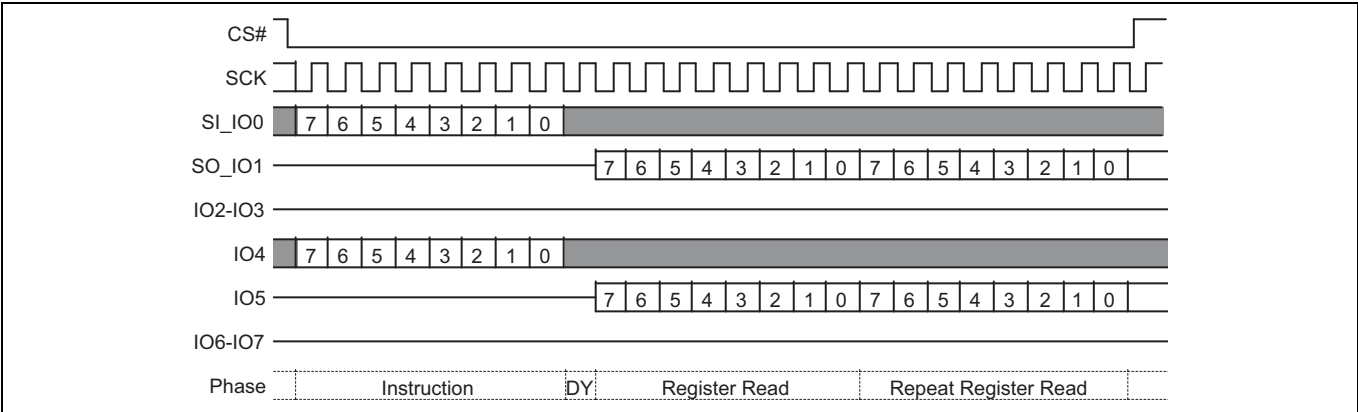 CS#
SCK
SI_IO0 7 6 5 4 3 2 1 0
SO_IO1 7 6 5 4 3 2 1 0 7 6 5 4 3 2 1 0
IO2-IO3
IO4 7 6 5 4 3 2 1 0
IO5 7 6 5 4 3 2 1 0 7 6 5 4 3 2 1 0
IO6-IO7
Phase Instruction DY Register Read Repeat Register Read